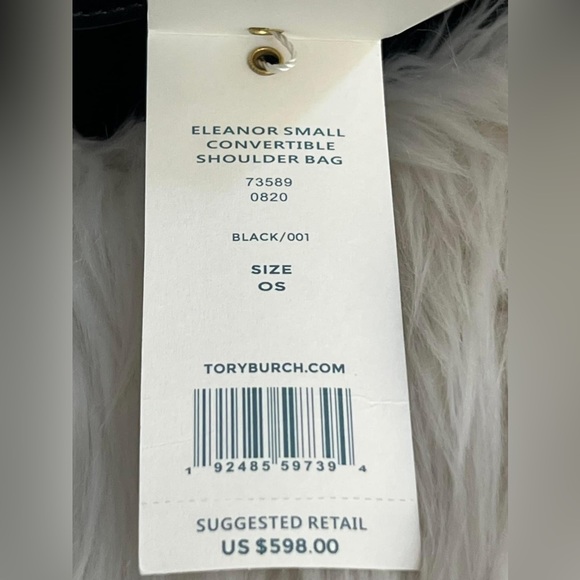 ELEANOR SMALL
CONVERTIBLE
SHOULDER BAG
73589
0820
BLACK/001
SIZE
OS
TORYBURCH.COM
1 92485 59739 4
SUGGESTED RETAIL
US $598.00